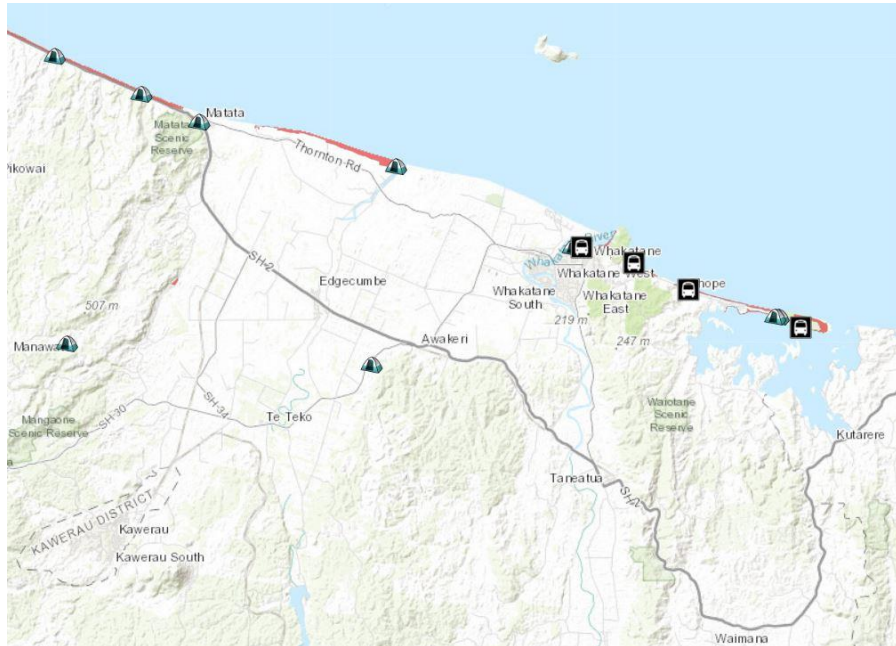 Matata
Matata
Scenic
Reserve
Pikowai
Thornton Rd
SH-2
Edgecumbe
507 m
River
Whakatane
Whakatane West
Whakatane
South
Whakatane
East
hope
219 m
247 m
Awakeri
Mangaone
Scenic Reserve
SH-30
SH-34
Te Teko
Waiotane
Scenic
Reserve
Kutarere
Taneatua
SH-2
KAWERAU DISTRICT
Kawerau
Kawerau South
Waimana